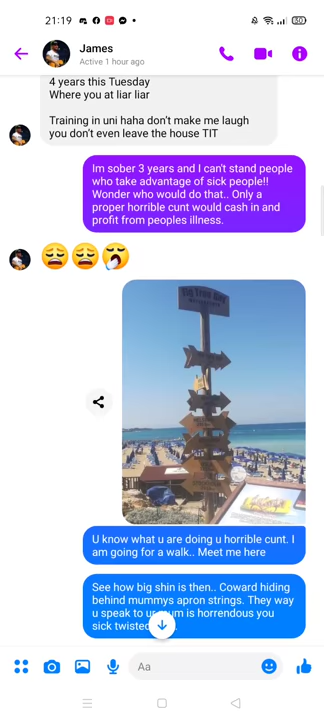 21:19
50
James
Active 1 hour ago
4 years this Tuesday
Where you at liar liar
Training in uni haha don't make me laugh
you don't even leave the house TIT
Im sober 3 years and I can't stand people
who take advantage of sick people!!
Wonder who would do that.. Only a
proper horrible cunt would cash in and
profit from peoples illness.
Fig Tree Bay
U know what u are doing u horrible cunt. I
am going for a walk.. Meet me here
See how big shin is then.. Coward hiding
behind mummys apron strings. They way
u speak to ur mum is horrendous you
sick twisted
Aa